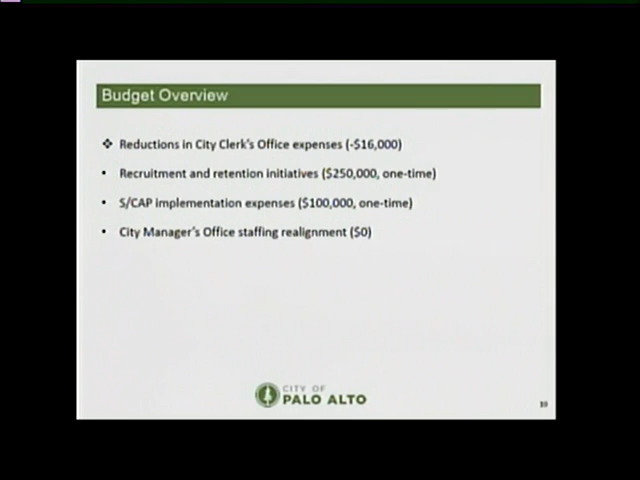 Budget Overview
❖ Reductions in City Clerk's Office expenses (-$16,000)
• Recruitment and retention initiatives ($250,000, one-time)
• S/CAP implementation expenses ($100,000, one-time)
• City Manager's Office staffing realignment ($0)
CITY OF
PALO ALTO